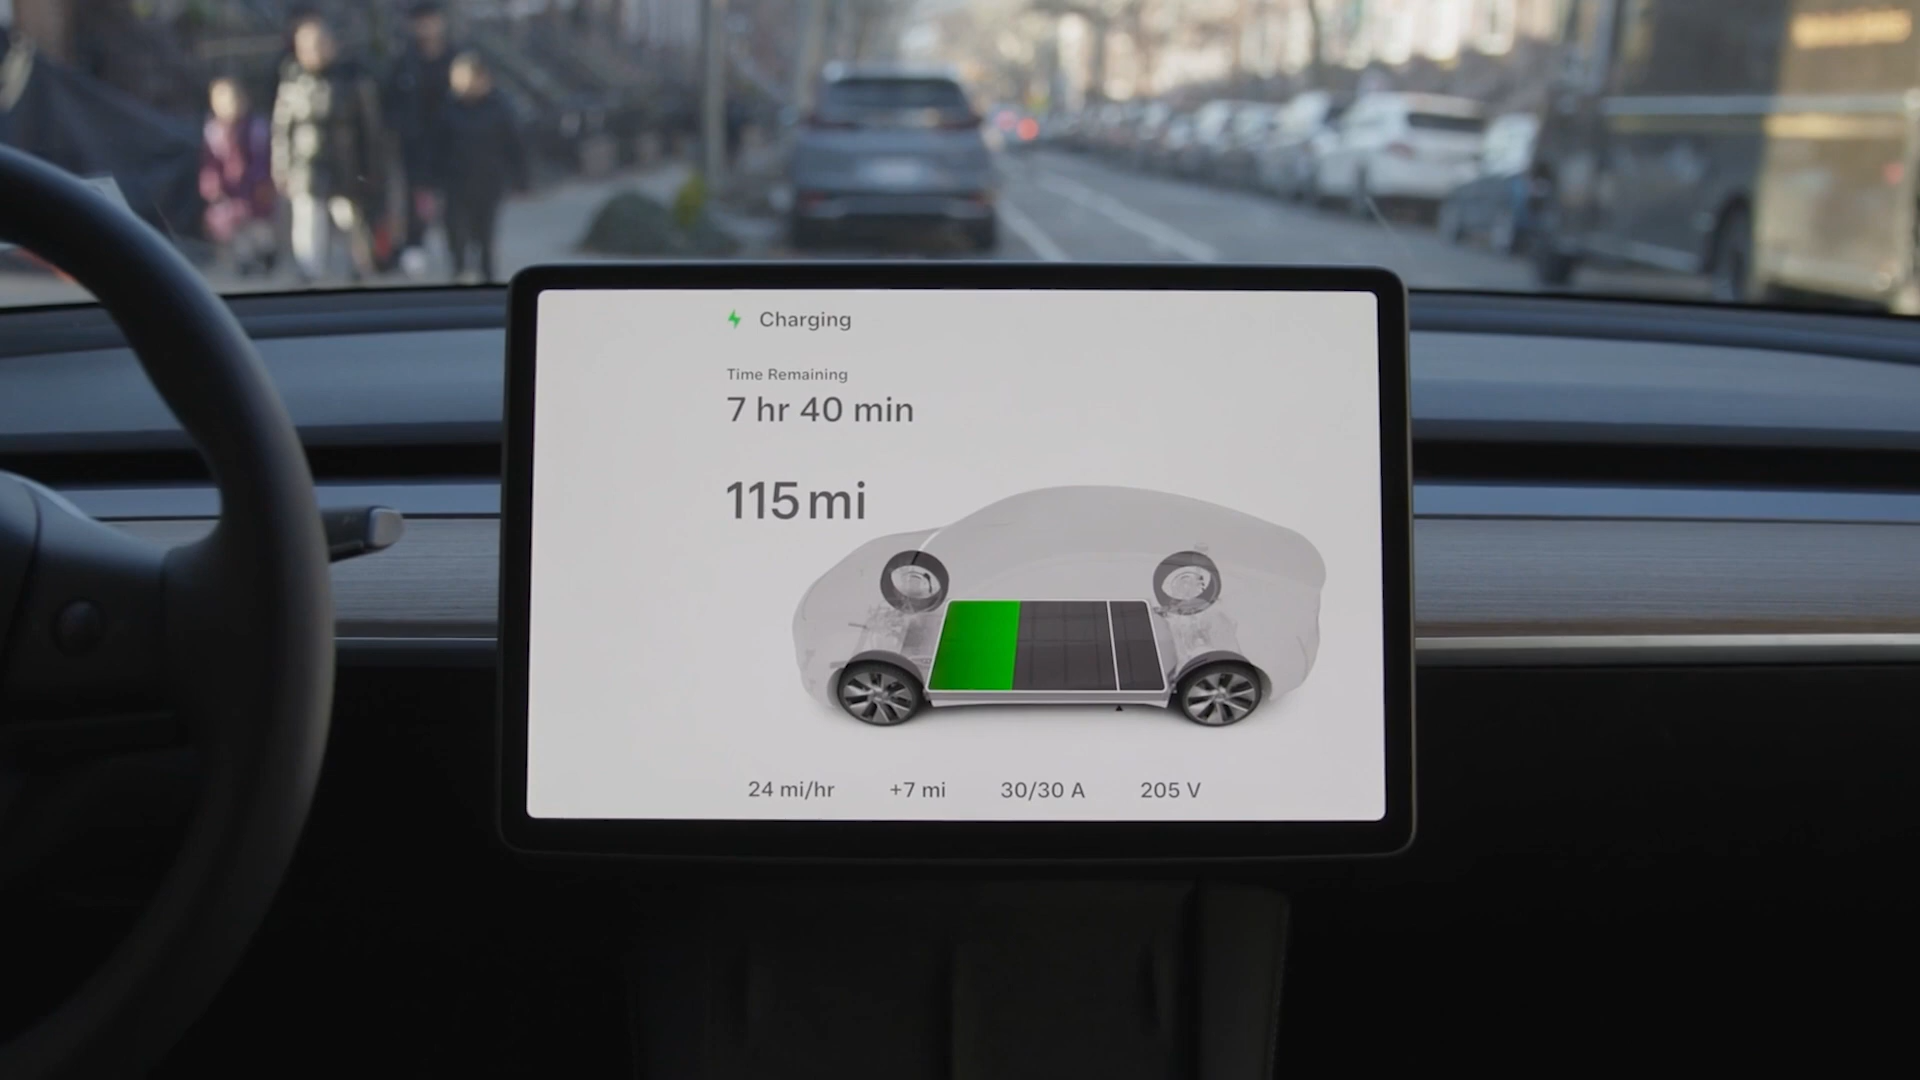 Charging
Time Remaining
7 hr 40 min
115 mi
24 mi/hr +7 mi 30/30 A 205 V